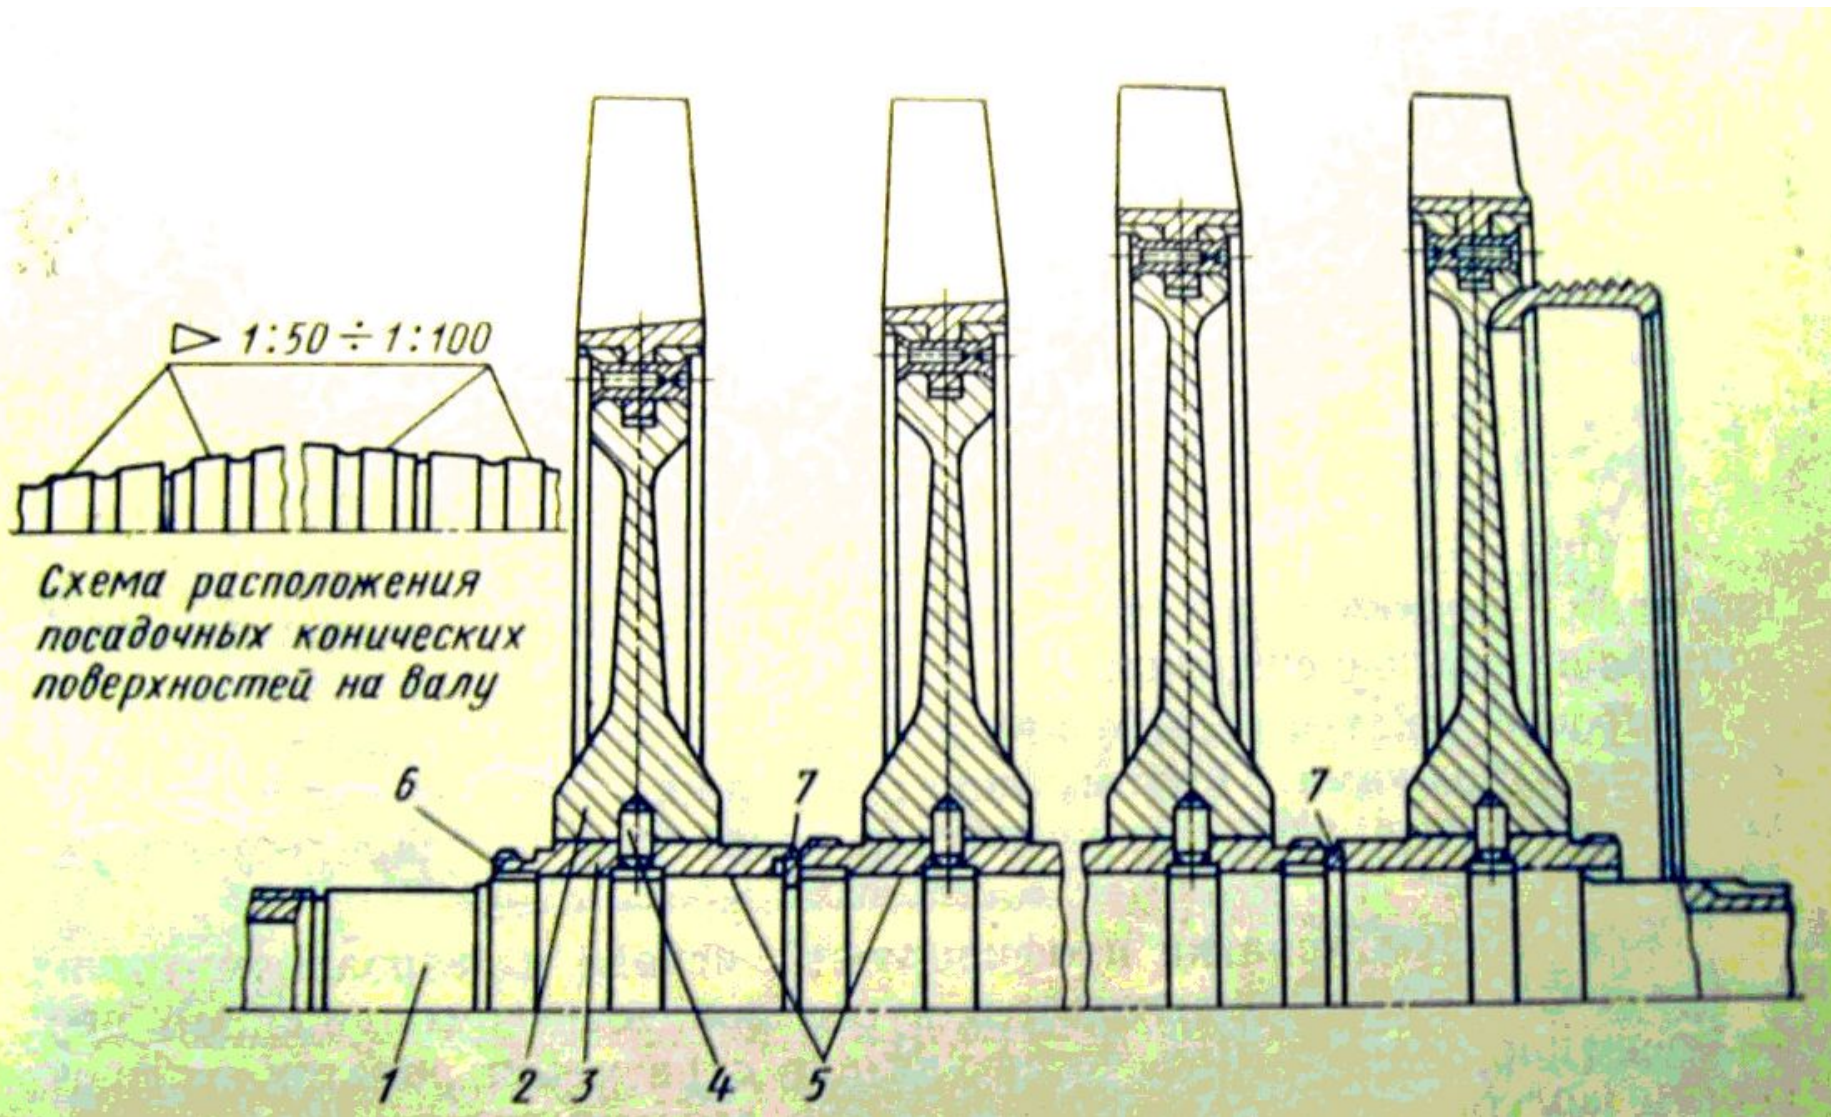 ▷ 1:50 ÷ 1:100
Схема расположения
посадочных конических
поверхностей на валу
6
7
7
1
2
3
4
5